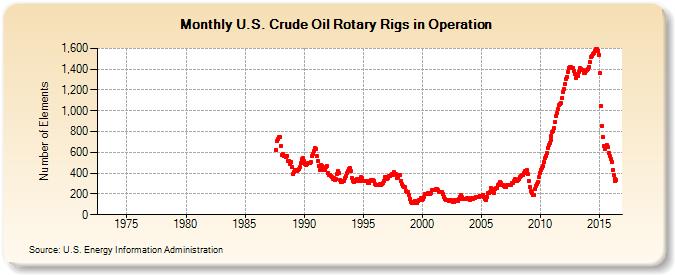 Monthly U.S. Crude Oil Rotary Rigs in Operation
Number of Elements
1,600
1,400
1,200
1,000
800
600
400
200
0
1975 1980 1985 1990 1995 2000 2005 2010 2015
Source: U.S. Energy Information Administration